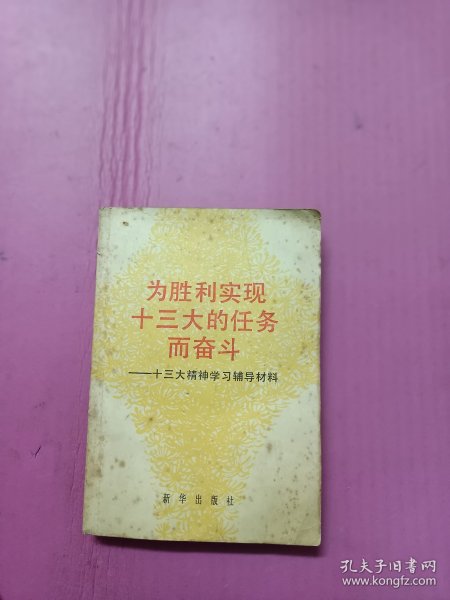 为胜利实现
十三大的任务
而奋斗
——十三大精神学习辅导材料
新华出版社
孔夫子旧书网
www.kongfz.com